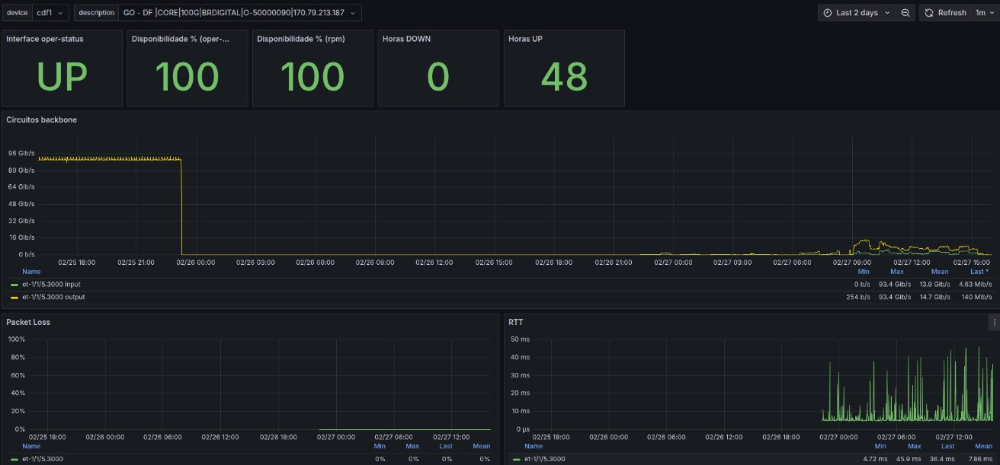 device cdf1 description GO - DF |CORE|100G|BRDIGITAL|O-50000090|170.79.213.187 Last 2 days Refresh 1m
Interface oper-status Disponibilidade % (oper-... Disponibilidade % (rpm) Horas DOWN Horas UP
UP 100 100 0 48
Circuitos backbone
96 Gib/s
80 Gib/s
64 Gib/s
48 Gib/s
32 Gib/s
16 Gib/s
0 b/s
02/25 18:00 02/25 21:00 02/26 00:00 02/26 03:00 02/26 06:00 02/26 09:00 02/26 12:00 02/26 15:00 02/26 18:00 02/26 21:00 02/27 00:00 02/27 03:00 02/27 06:00 02/27 09:00 02/27 12:00 02/27 15:00
Name Min Max Mean Last *
et-1/1/5.3000 input 0 b/s 93.4 Gib/s 13.9 Gib/s 4.63 Mib/s
et-1/1/5.3000 output 254 b/s 93.4 Gib/s 14.7 Gib/s 140 Mib/s
Packet Loss
100%
80%
60%
40%
20%
0%
02/25 18:00 02/26 00:00 02/26 06:00 02/26 12:00 02/26 18:00 02/27 00:00 02/27 06:00 02/27 12:00
Name Min Max Last Mean
et-1/1/5.3000 0% 0% 0% 0%
RTT
50 ms
40 ms
30 ms
20 ms
10 ms
0 µs
02/25 18:00 02/26 00:00 02/26 06:00 02/26 12:00 02/26 18:00 02/27 00:00 02/27 06:00 02/27 12:00
Name Min Max Last Mean
et-1/1/5.3000 4.72 ms 45.9 ms 36.4 ms 7.86 ms